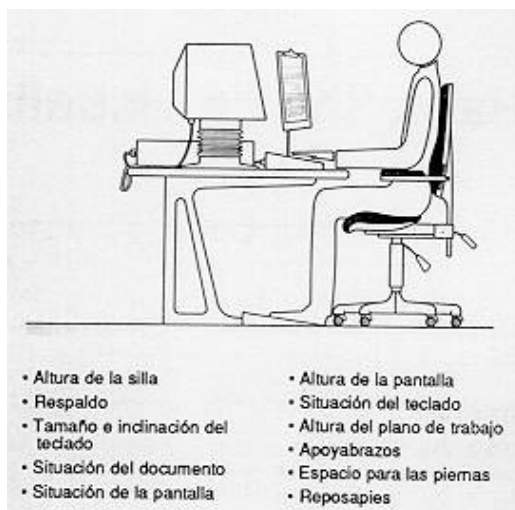 • Altura de la silla
• Respaldo
• Tamaño e inclinación del
teclado
• Situación del documento
• Situación de la pantalla
• Altura de la pantalla
• Situación del teclado
• Altura del plano de trabajo
• Apoyabrazos
• Espacio para las piernas
• Reposapies